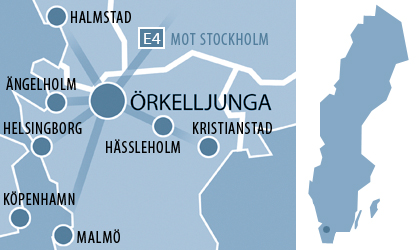 HALMSTAD
E4 MOT STOCKHOLM
ÄNGELHOLM
ÖRKELLJUNGA
HELSINGBORG
KRISTIANSTAD
HÄSSLEHOLM
KÖPENHAMN
MALMÖ